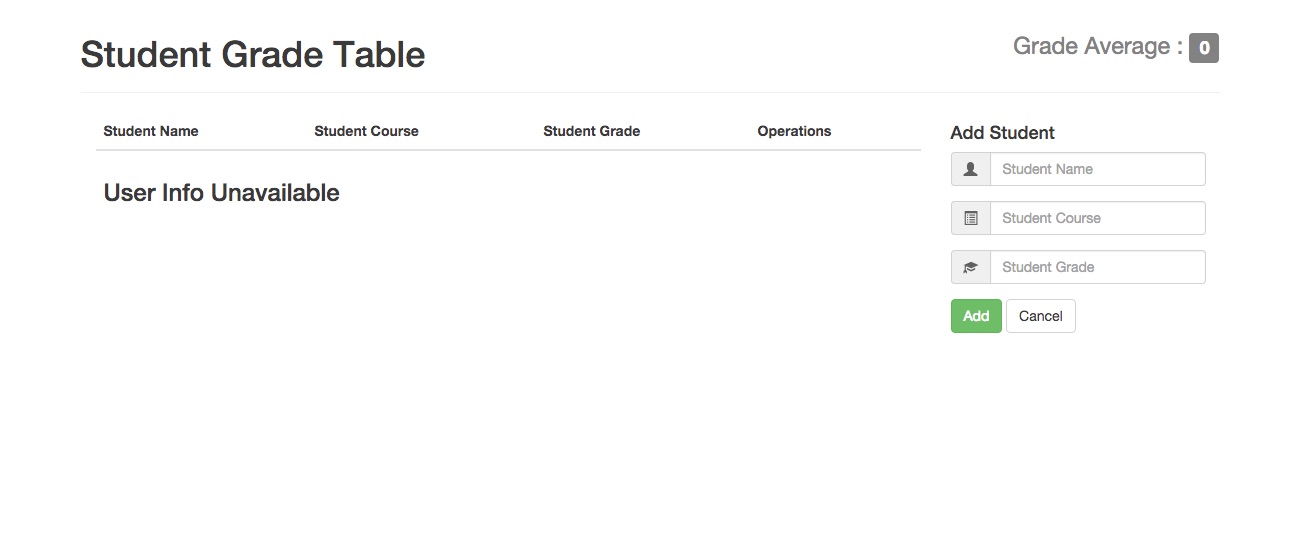 Student Grade Table
Grade Average : 0
Student Name Student Course Student Grade Operations
User Info Unavailable
Add Student
Student Name
Student Course
Student Grade
Add Cancel